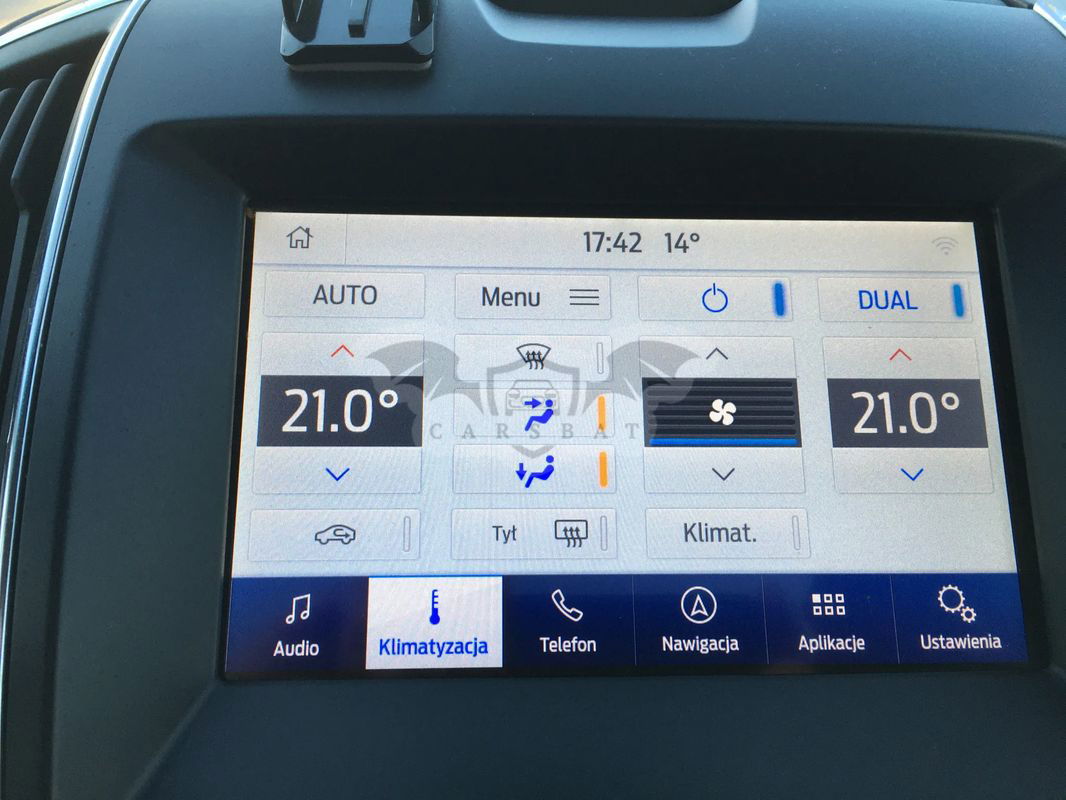 17:42 14°
AUTO
Menu
DUAL
21.0°
21.0°
CARSBAT
Tył
Klimat.
Audio
Klimatyzacja
Telefon
Nawigacja
Aplikacje
Ustawienia